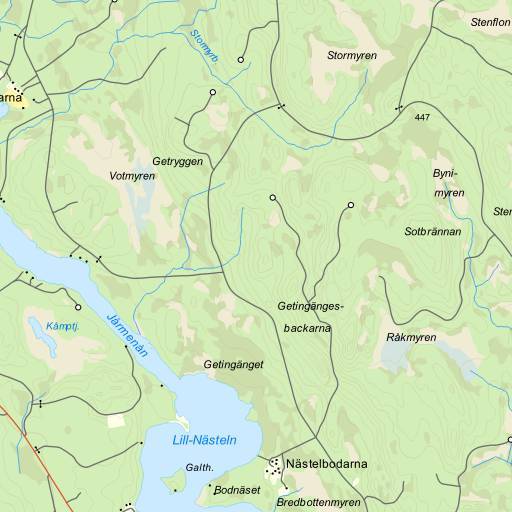 Stenflon
Stomyrb
Stormyren
arna
447
Getryggen
Votmyren
Byni-
myren
Sten
Sotbrännan
Getingänges-
backarna
Kåmptj.
Järmenån
Råkmyren
Getingänget
Lill-Nästeln
Galth.
Nästelbodarna
Bodnäset
Bredbottenmyren